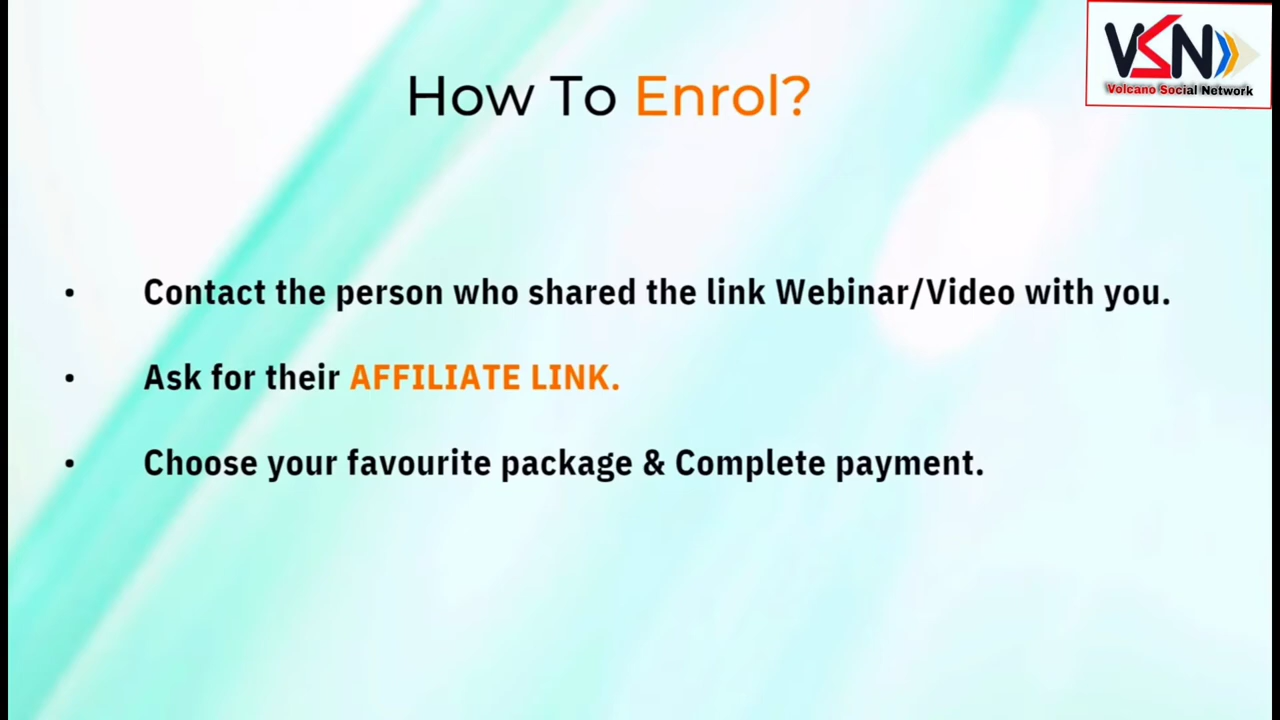 VSN
Volcano Social Network
How To Enrol?
• Contact the person who shared the link Webinar/Video with you.
• Ask for their AFFILIATE LINK.
• Choose your favourite package & Complete payment.